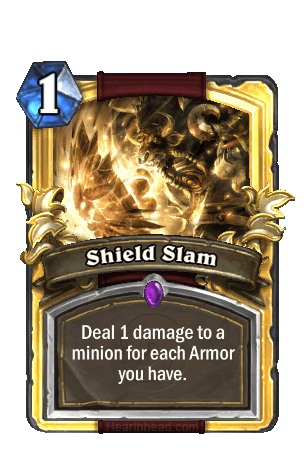 1
Shield Slam
Deal 1 damage to a
minion for each Armor
you have.
Hearthhead.com